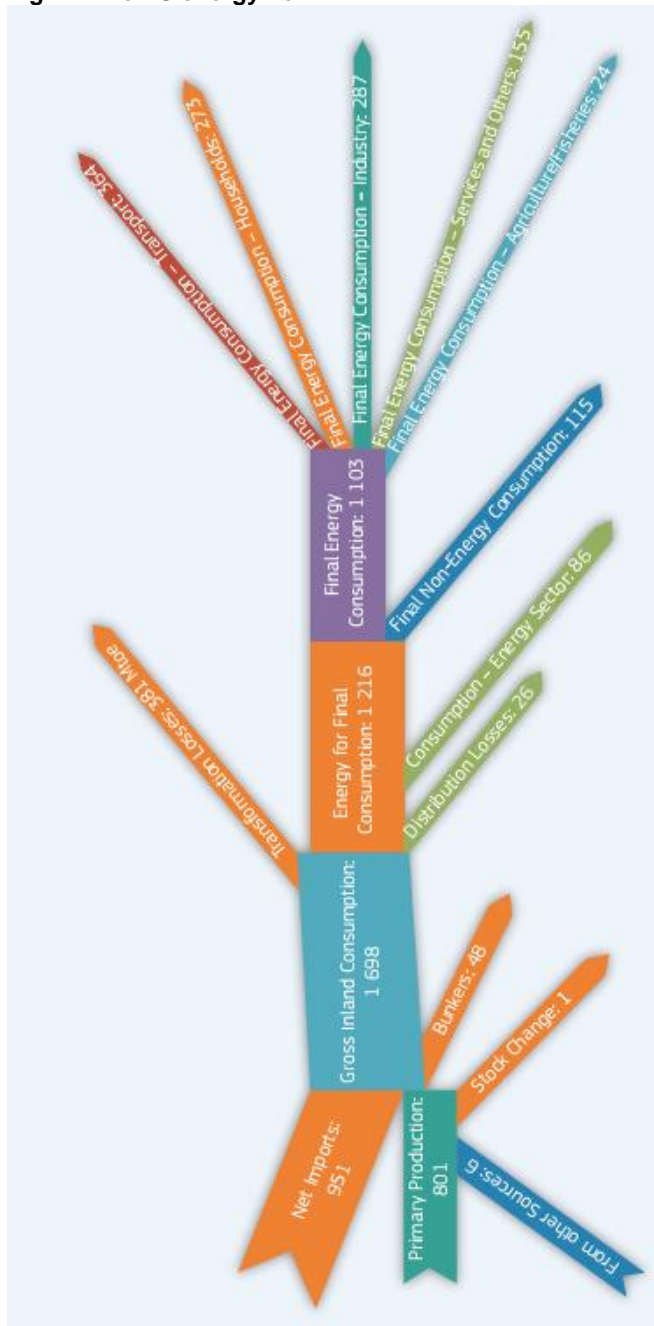 Final Energy Consumption – Transport: 364
Final Energy Consumption – Households: 273
Final Energy Consumption – Industry: 287
Final Energy Consumption – Services and Others: 155
Final Energy Consumption – Agriculture/Fisheries: 24
Final Energy
Consumption: 1 103
Final Non-Energy Consumption: 115
Consumption – Energy Sector: 86
Distribution Losses: 26
Transformation Losses: 381 Mtoe
Energy for Final
Consumption: 1 216
Gross Inland Consumption:
1 698
Bunkers: 48
Stock Change: 1
Net Imports:
951
Primary Production:
801
From other Sources: 6